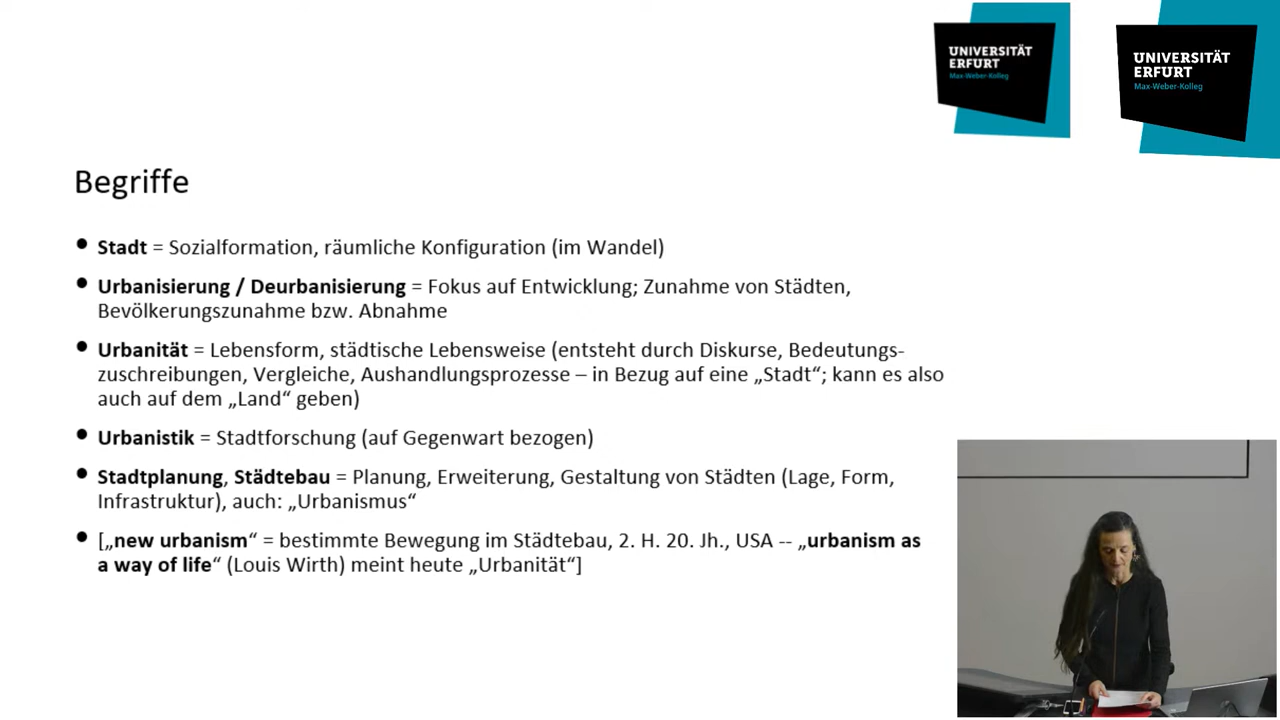 UNIVERSITÄT
ERFURT
Max-Weber-Kolleg
UNIVERSITÄT
ERFURT
Max-Weber-Kolleg
Begriffe
• Stadt = Sozialformation, räumliche Konfiguration (im Wandel)
• Urbanisierung / Deurbanisierung = Fokus auf Entwicklung; Zunahme von Städten,
Bevölkerungszunahme bzw. Abnahme
• Urbanität = Lebensform, städtische Lebensweise (entsteht durch Diskurse, Bedeutungs-
zuschreibungen, Vergleiche, Aushandlungsprozesse – in Bezug auf eine „Stadt“; kann es also
auch auf dem „Land“ geben)
• Urbanistik = Stadtforschung (auf Gegenwart bezogen)
• Stadtplanung, Städtebau = Planung, Erweiterung, Gestaltung von Städten (Lage, Form,
Infrastruktur), auch: „Urbanismus“
• [„new urbanism“ = bestimmte Bewegung im Städtebau, 2. H. 20. Jh., USA -- „urbanism as
a way of life“ (Louis Wirth) meint heute „Urbanität“]